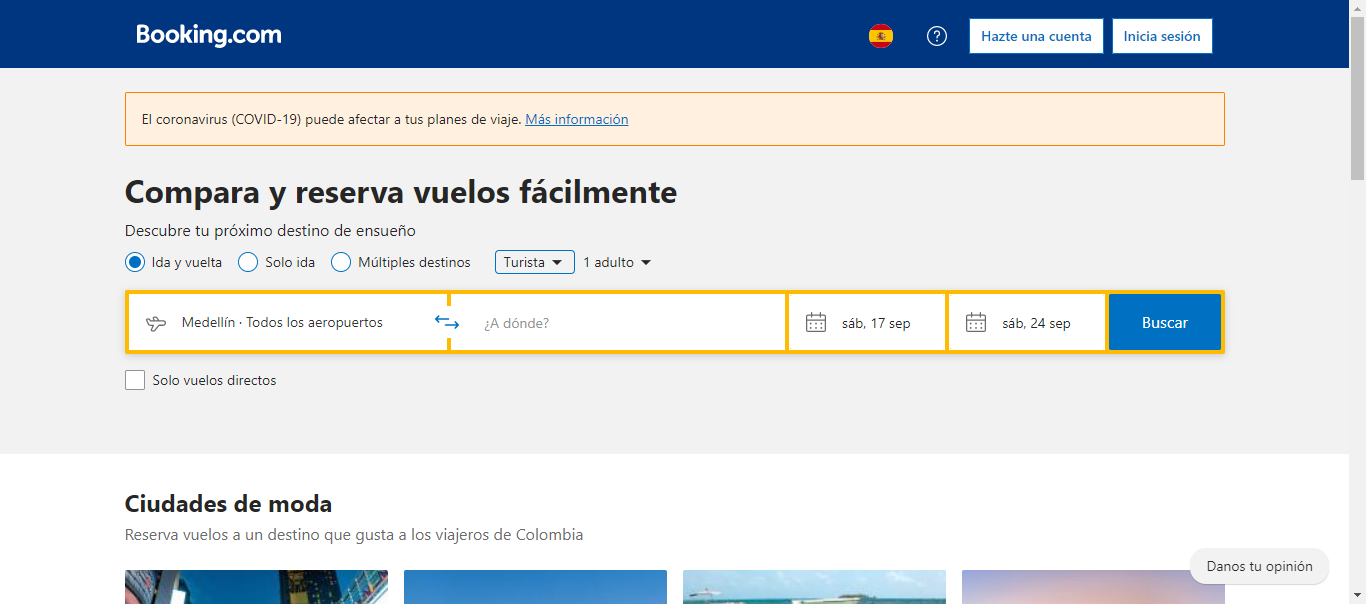 Booking.com
Hazte una cuenta
Inicia sesión
El coronavirus (COVID-19) puede afectar a tus planes de viaje. Más información
Compara y reserva vuelos fácilmente
Descubre tu próximo destino de ensueño
Ida y vuelta Solo ida Múltiples destinos Turista 1 adulto
Medellín · Todos los aeropuertos ¿A dónde? sáb, 17 sep sáb, 24 sep Buscar
Solo vuelos directos
Ciudades de moda
Reserva vuelos a un destino que gusta a los viajeros de Colombia
Danos tu opinión